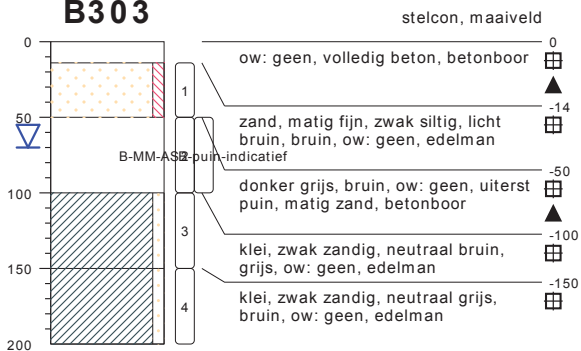 B303
stelcon, maaiveld
0
0
ow: geen, volledig beton, betonboor
-14
1
zand, matig fijn, zwak siltig, licht
bruin, bruin, ow: geen, edelman
50
-50
B-MM-ASB-puin-indicatief
2
donker grijs, bruin, ow: geen, uiterst
puin, matig zand, betonboor
100
-100
3
klei, zwak zandig, neutraal bruin,
grijs, ow: geen, edelman
150
-150
4
klei, zwak zandig, neutraal grijs,
bruin, ow: geen, edelman
200